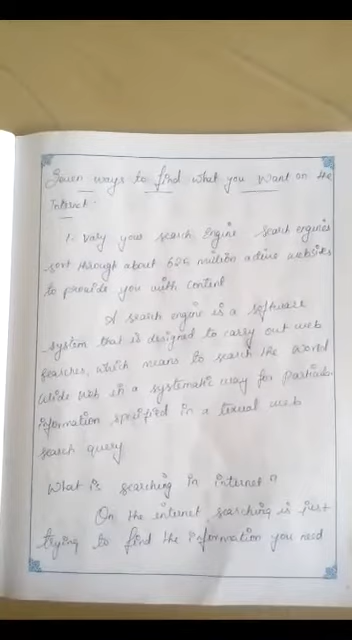 Seven ways to find what you want on the
Internet.
1. Vary your search Engine Search engines
sort through about 626 million active websites
to provide you with content
A search engine is a software
system that is designed to carry out web
searches, which means to search the World
wide web in a systematic way for particular
information specified in a textual web
search query
What is searching in internet?
On the internet searching is just
trying to find the information you need